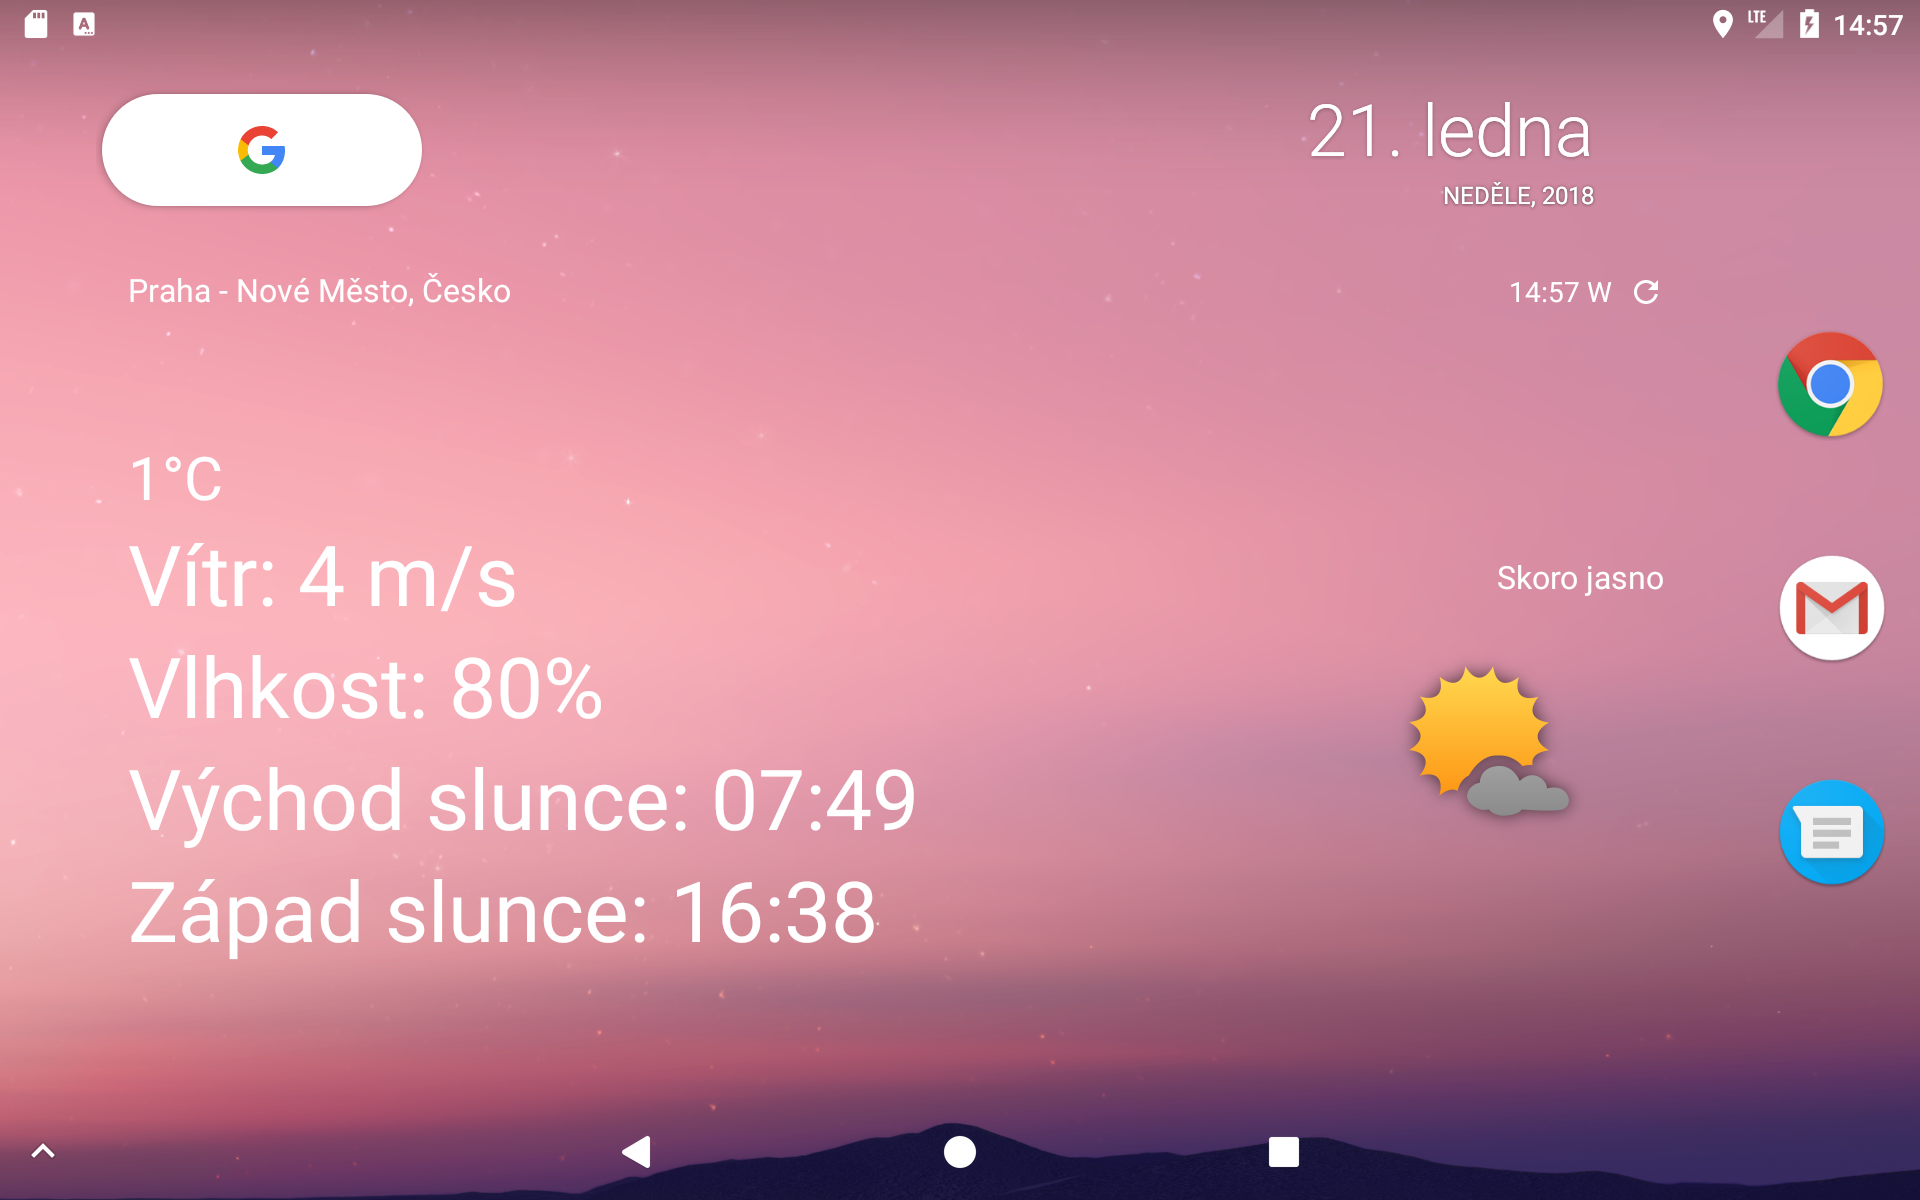 LTE 14:57
21. ledna
NEDĚLE, 2018
Praha - Nové Město, Česko
14:57 W
1°C
Vítr: 4 m/s
Vlhkost: 80%
Východ slunce: 07:49
Západ slunce: 16:38
Skoro jasno